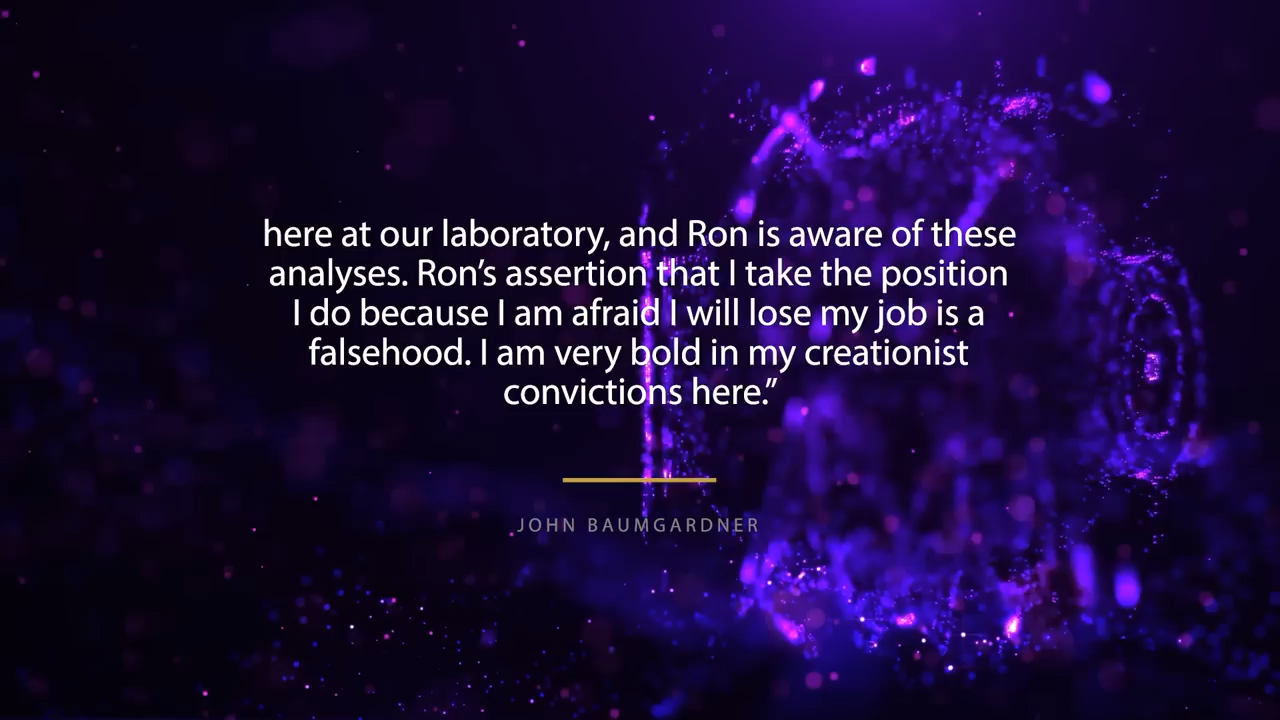 here at our laboratory, and Ron is aware of these
analyses. Ron’s assertion that I take the position
I do because I am afraid I will lose my job is a
falsehood. I am very bold in my creationist
convictions here.”
JOHN BAUMGARDNER